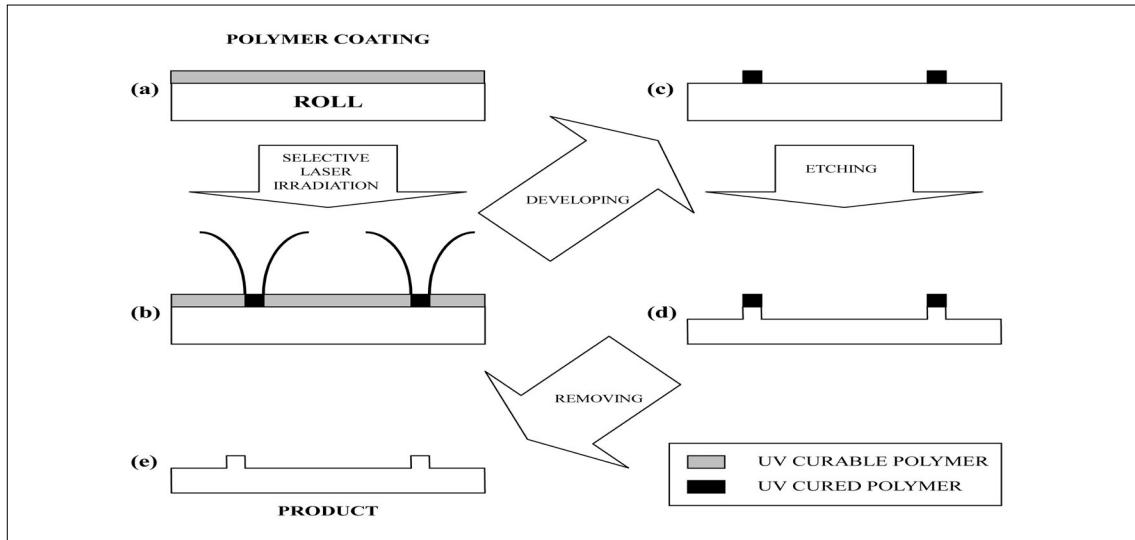 POLYMER COATING
(a)
ROLL
SELECTIVE
LASER
IRRADIATION
(b)
DEVELOPING
(c)
ETCHING
(d)
REMOVING
(e)
PRODUCT
UV CURABLE POLYMER
UV CURED POLYMER